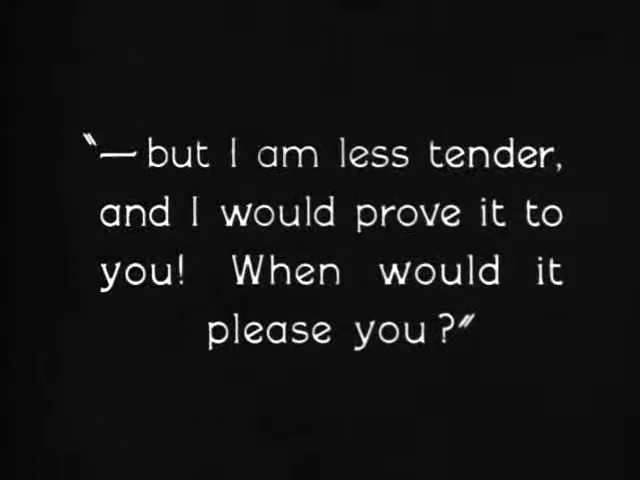 "—but I am less tender,
and I would prove it to
you! When would it
please you?"